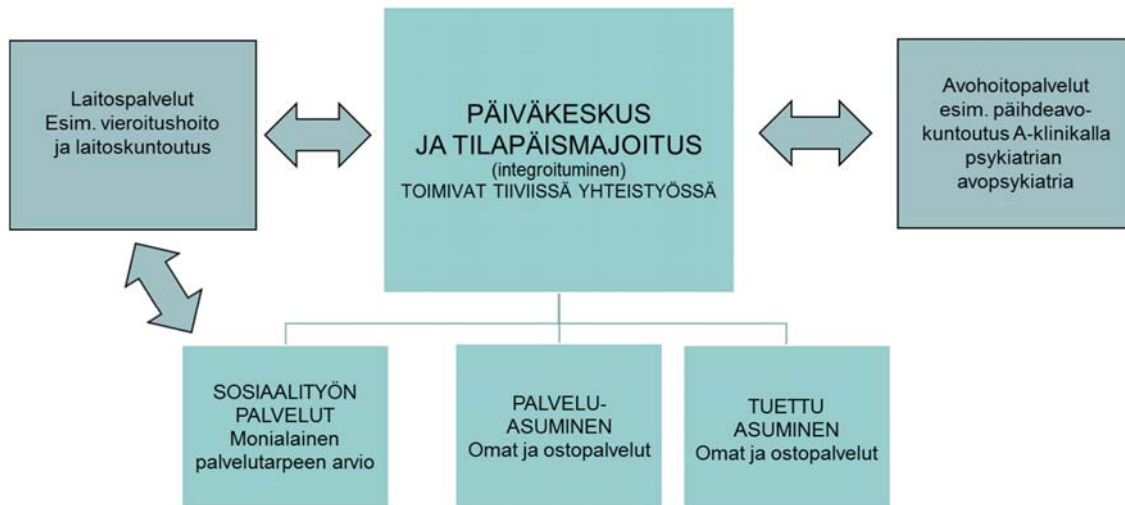 Laitospalvelut
Esim. vieroitushoito
ja laitoskuntoutus
PÄIVÄKESKUS
JA TILAPÄISMAJOITUS
(integroituminen)
TOIMIVAT TIIVIISSÄ YHTEISTYÖSSÄ
Avohoitopalvelut
esim. päihdeavo-
kuntoutus A-klinikalla
psykiatrian
avopsykiatria
SOSIAALITYÖN
PALVELUT
Monialainen
palvelutarpeen arvio
PALVELU-
ASUMINEN
Omat ja ostopalvelut
TUETTU
ASUMINEN
Omat ja ostopalvelut